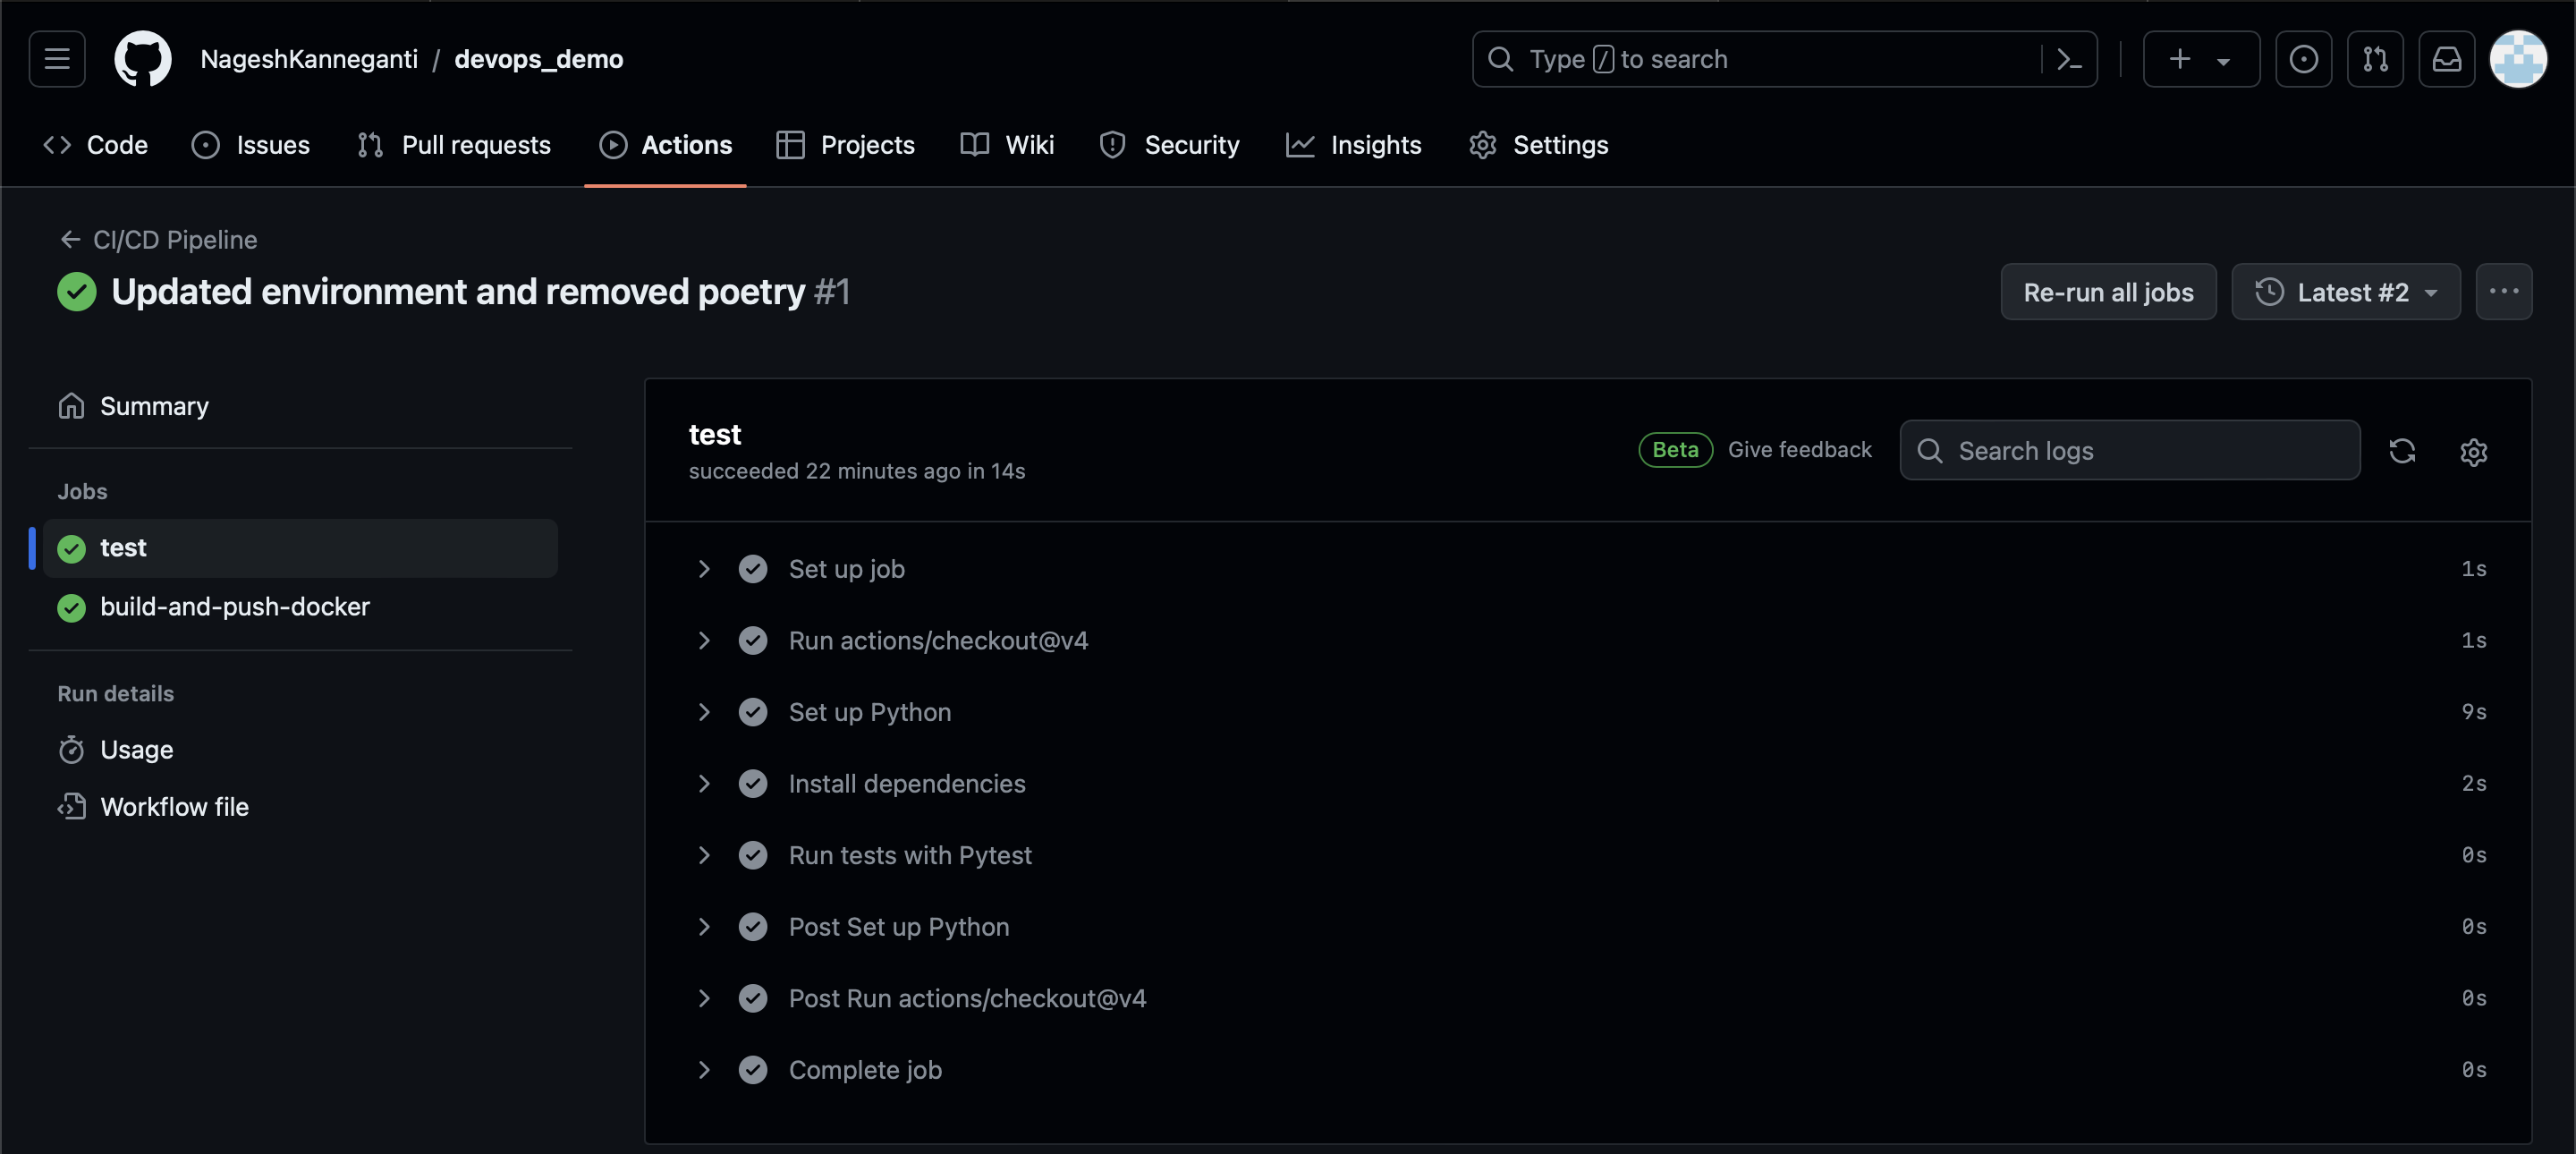 NageshKanneganti / devops_demo
Type / to search
Code Issues Pull requests Actions Projects Wiki Security Insights Settings
CI/CD Pipeline
Updated environment and removed poetry #1
Re-run all jobs
Latest #2
Summary
Jobs
test
build-and-push-docker
Run details
Usage
Workflow file
test
succeeded 22 minutes ago in 14s
Beta Give feedback
Search logs
Set up job 1s
Run actions/checkout@v4 1s
Set up Python 9s
Install dependencies 2s
Run tests with Pytest 0s
Post Set up Python 0s
Post Run actions/checkout@v4 0s
Complete job 0s